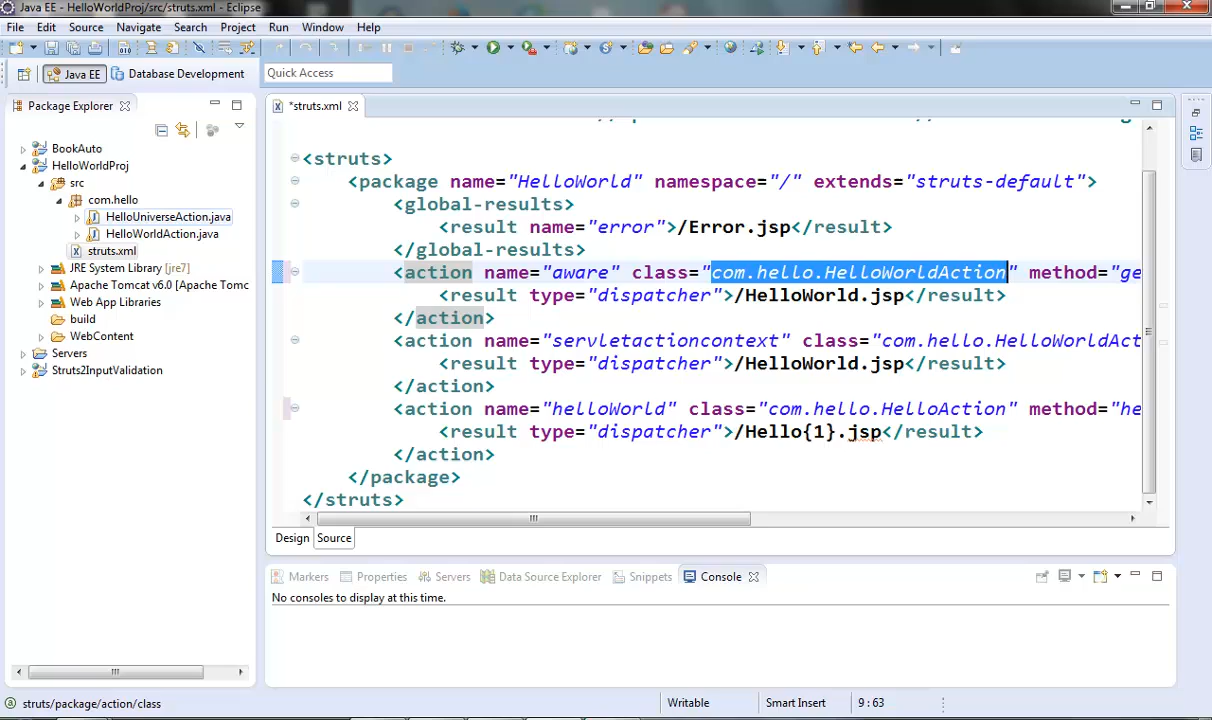 Java EE - HelloWorldProj/src/struts.xml - Eclipse
File Edit Source Navigate Search Project Run Window Help
Java EE Database Development Quick Access
Package Explorer
BookAuto
HelloWorldProj
src
com.hello
HelloUniverseAction.java
HelloWorldAction.java
struts.xml
JRE System Library [jre7]
Apache Tomcat v6.0 [Apache Tomc
Web App Libraries
build
WebContent
Servers
Struts2InputValidation
*struts.xml
<struts>
<package name="HelloWorld" namespace="/" extends="struts-default">
<global-results>
<result name="error">/Error.jsp</result>
</global-results>
<action name="aware" class="com.hello.HelloWorldAction" method="ge
<result type="dispatcher">/HelloWorld.jsp</result>
</action>
<action name="servletactioncontext" class="com.hello.HelloWorldAct
<result type="dispatcher">/HelloWorld.jsp</result>
</action>
<action name="helloWorld" class="com.hello.HelloAction" method="he
<result type="dispatcher">/Hello{1}.jsp</result>
</action>
</package>
</struts>
Design Source
Markers Properties Servers Data Source Explorer Snippets Console
No consoles to display at this time.
struts/package/action/class Writable Smart Insert 9 : 63